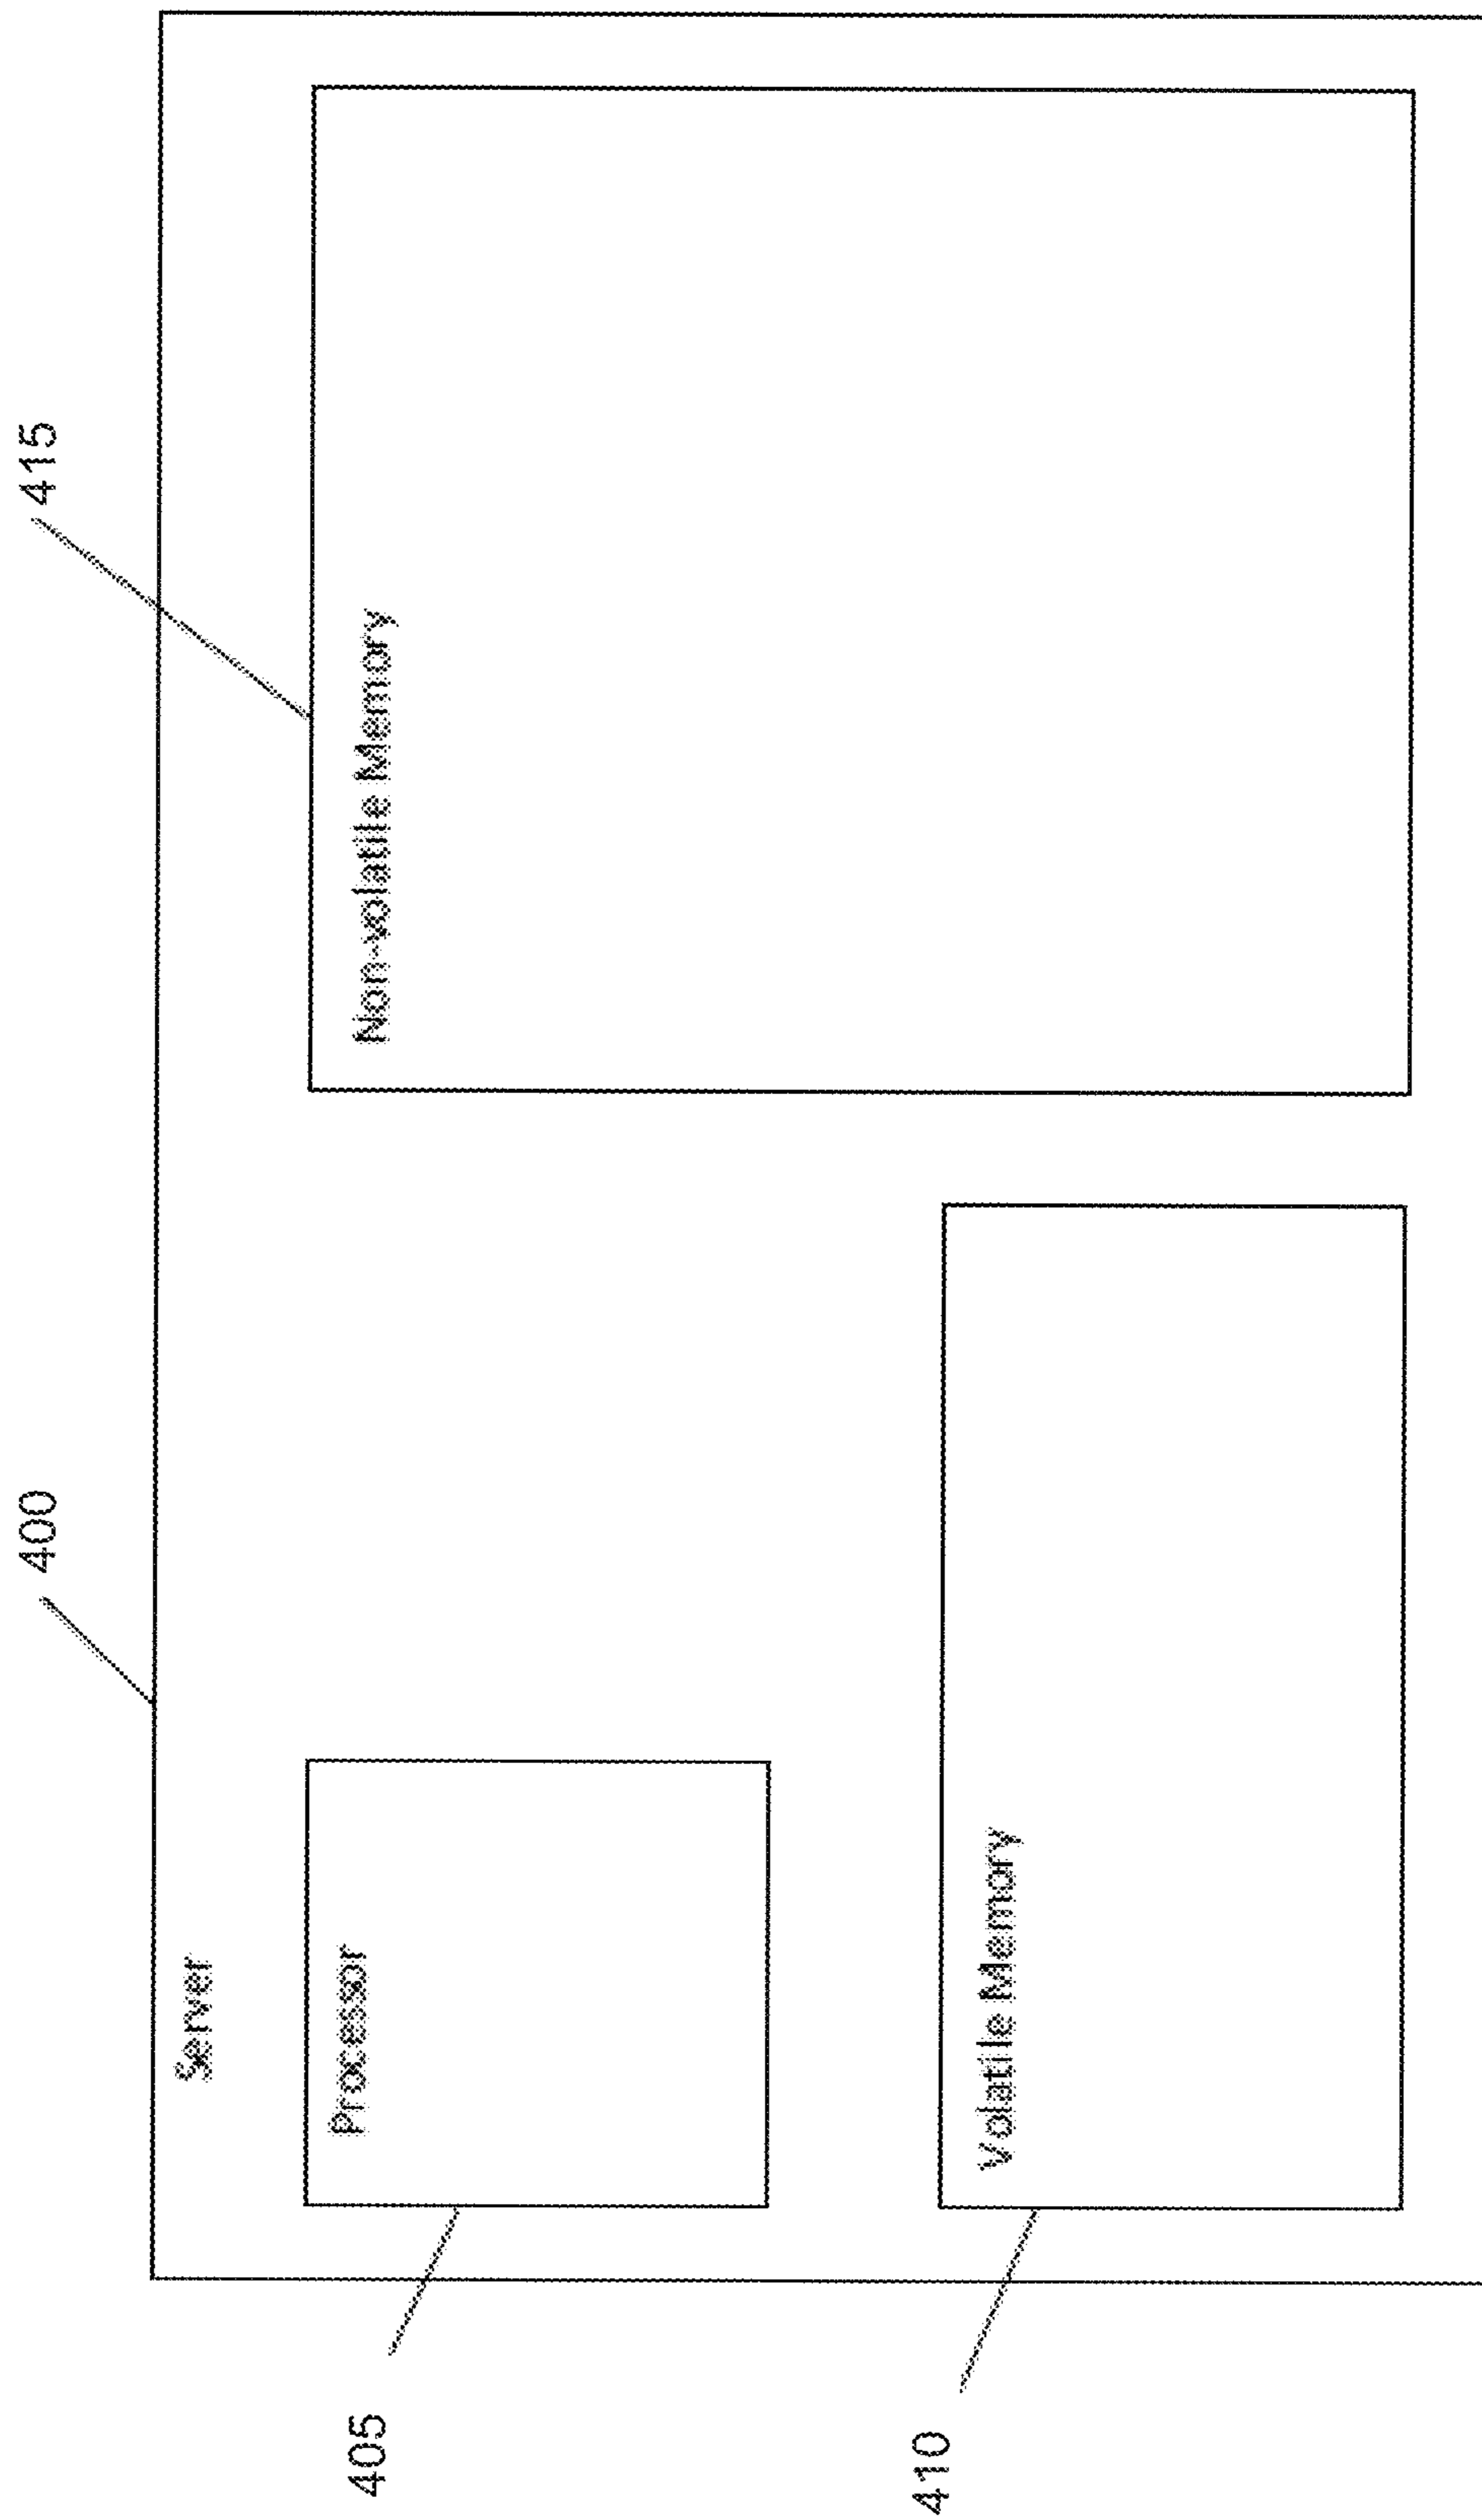 400
415
Server
Processor
Non-volatile Memory
405
Volatile Memory
410